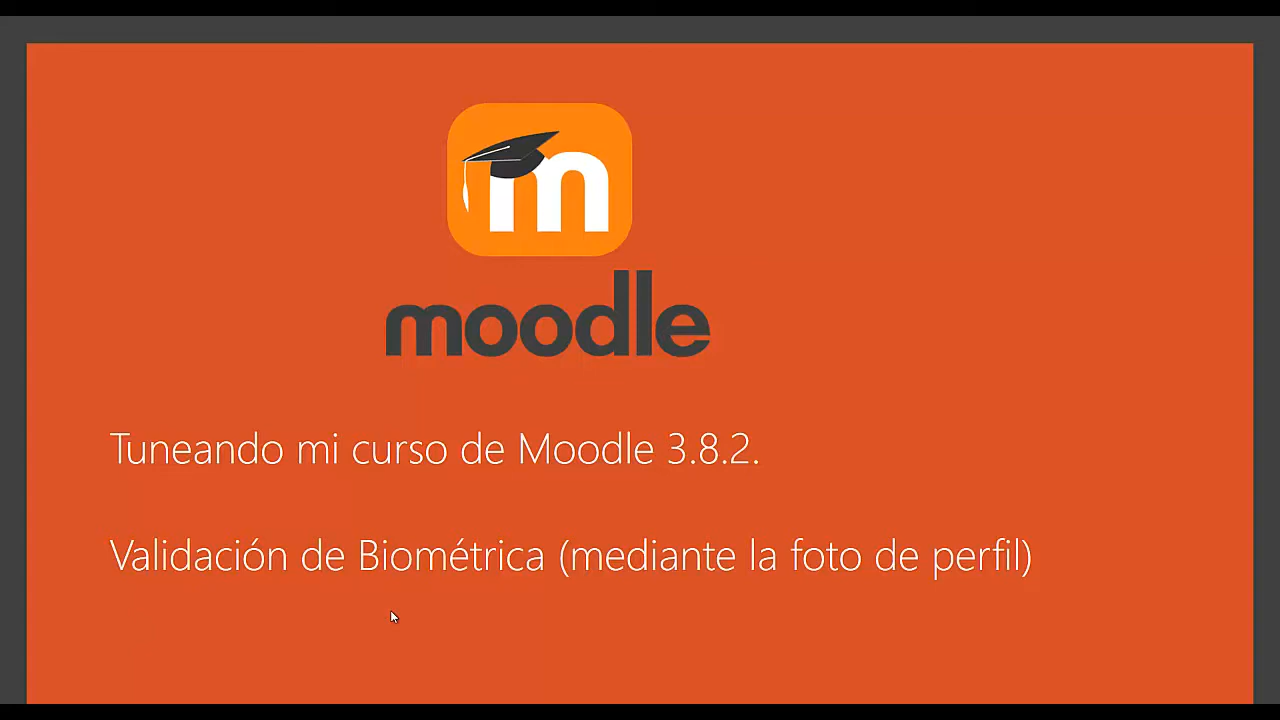 m
moodle
Tuneando mi curso de Moodle 3.8.2.
Validación de Biométrica (mediante la foto de perfil)